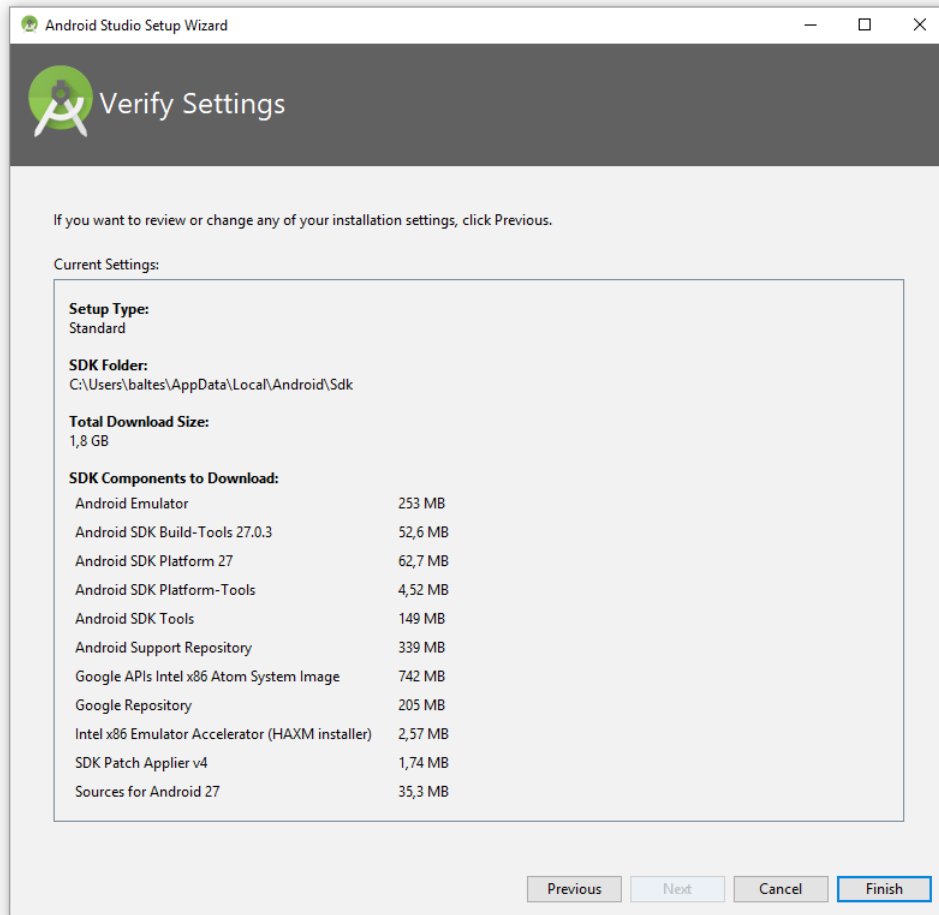 Android Studio Setup Wizard
Verify Settings
If you want to review or change any of your installation settings, click Previous.
Current Settings:
Setup Type:
Standard
SDK Folder:
C:\Users\baltes\AppData\Local\Android\Sdk
Total Download Size:
1,8 GB
SDK Components to Download:
Android Emulator 253 MB
Android SDK Build-Tools 27.0.3 52,6 MB
Android SDK Platform 27 62,7 MB
Android SDK Platform-Tools 4,52 MB
Android SDK Tools 149 MB
Android Support Repository 339 MB
Google APIs Intel x86 Atom System Image 742 MB
Google Repository 205 MB
Intel x86 Emulator Accelerator (HAXM installer) 2,57 MB
SDK Patch Applier v4 1,74 MB
Sources for Android 27 35,3 MB
Previous Next Cancel Finish